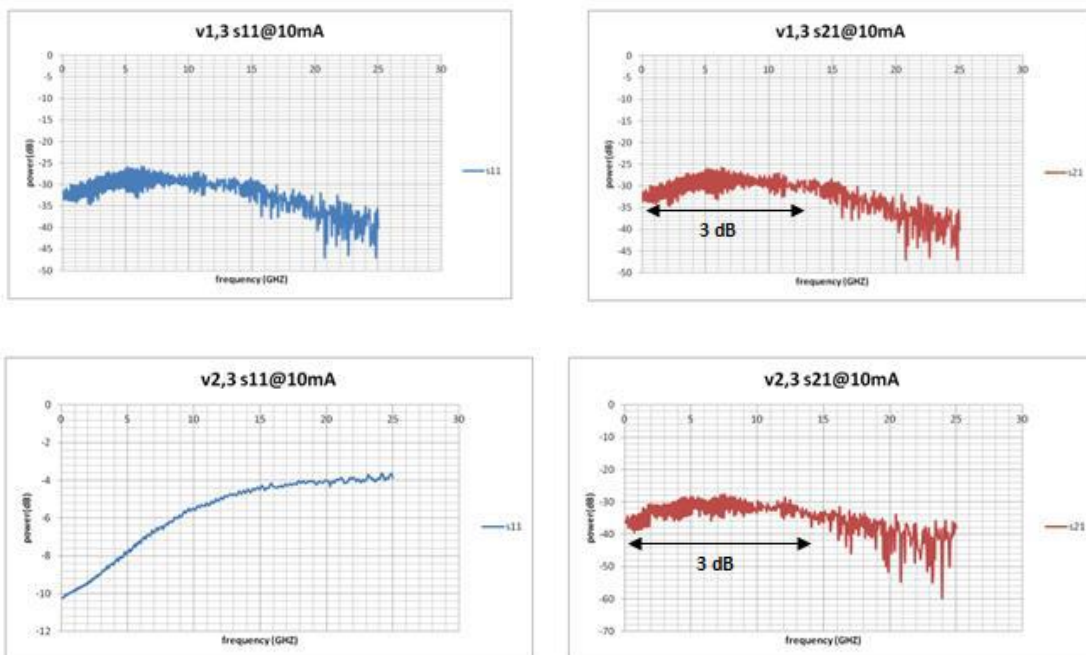 v1,3 s11@10mA
0
-5
-10
-15
-20
-25
-30
-35
-40
-45
-50
0 5 10 15 20 25 30
power(dB)
frequency (GHZ)
s11
v1,3 s21@10mA
0
-5
-10
-15
-20
-25
-30
-35
-40
-45
-50
0 5 10 15 20 25 30
power(dB)
3 dB
frequency (GHZ)
s21
v2,3 s11@10mA
0
-2
-4
-6
-8
-10
-12
0 5 10 15 20 25 30
power(dB)
frequency (GHZ)
s11
v2,3 s21@10mA
0
-10
-20
-30
-40
-50
-60
-70
0 5 10 15 20 25 30
power(dB)
3 dB
frequency (GHZ)
s21